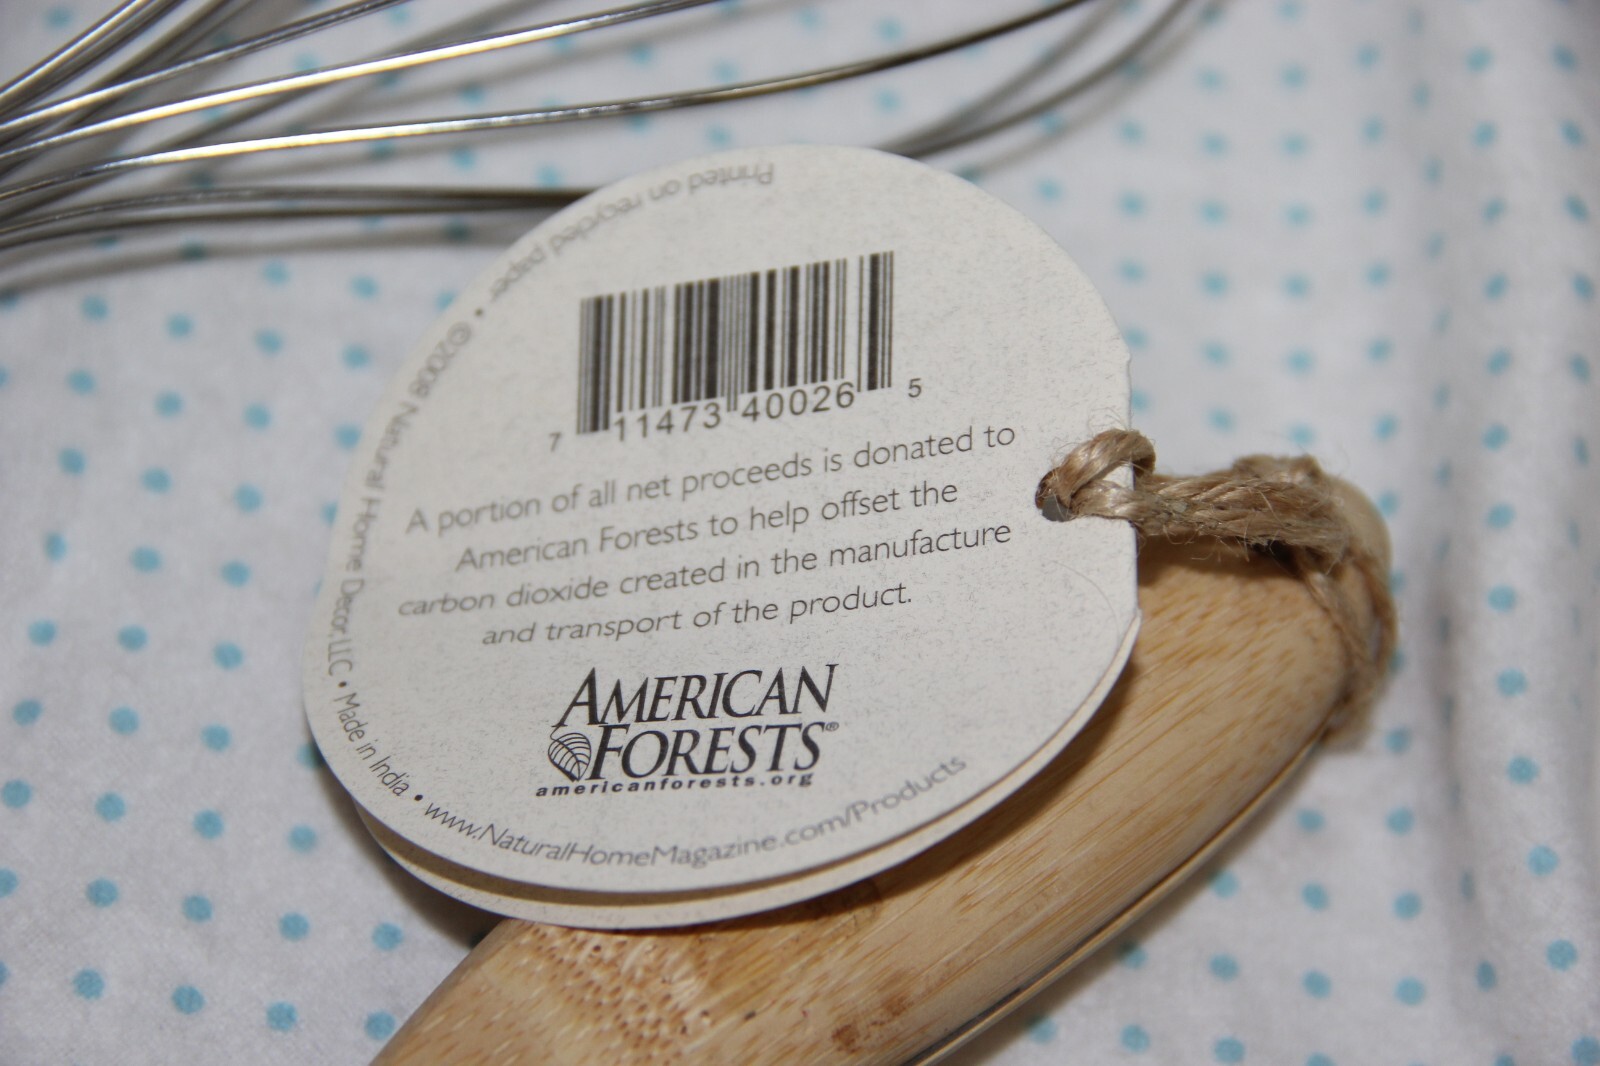 7 11473 40026 5
A portion of all net proceeds is donated to
American Forests to help offset the
carbon dioxide created in the manufacture
and transport of the product.
AMERICAN
FORESTS®
americanforests.org
Printed on recycled paper • ©2008 Natural Home Decor, LLC • Made in India • www.NaturalHomeMagazine.com/Products